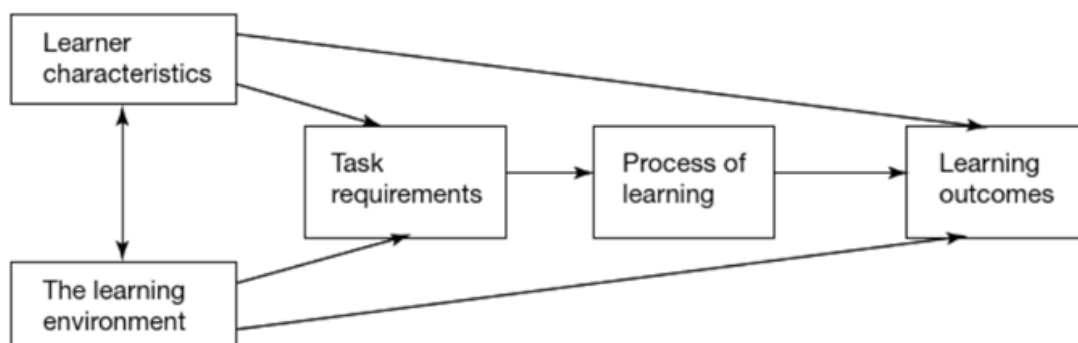 Learner
characteristics
Task
requirements
Process of
learning
Learning
outcomes
The learning
environment